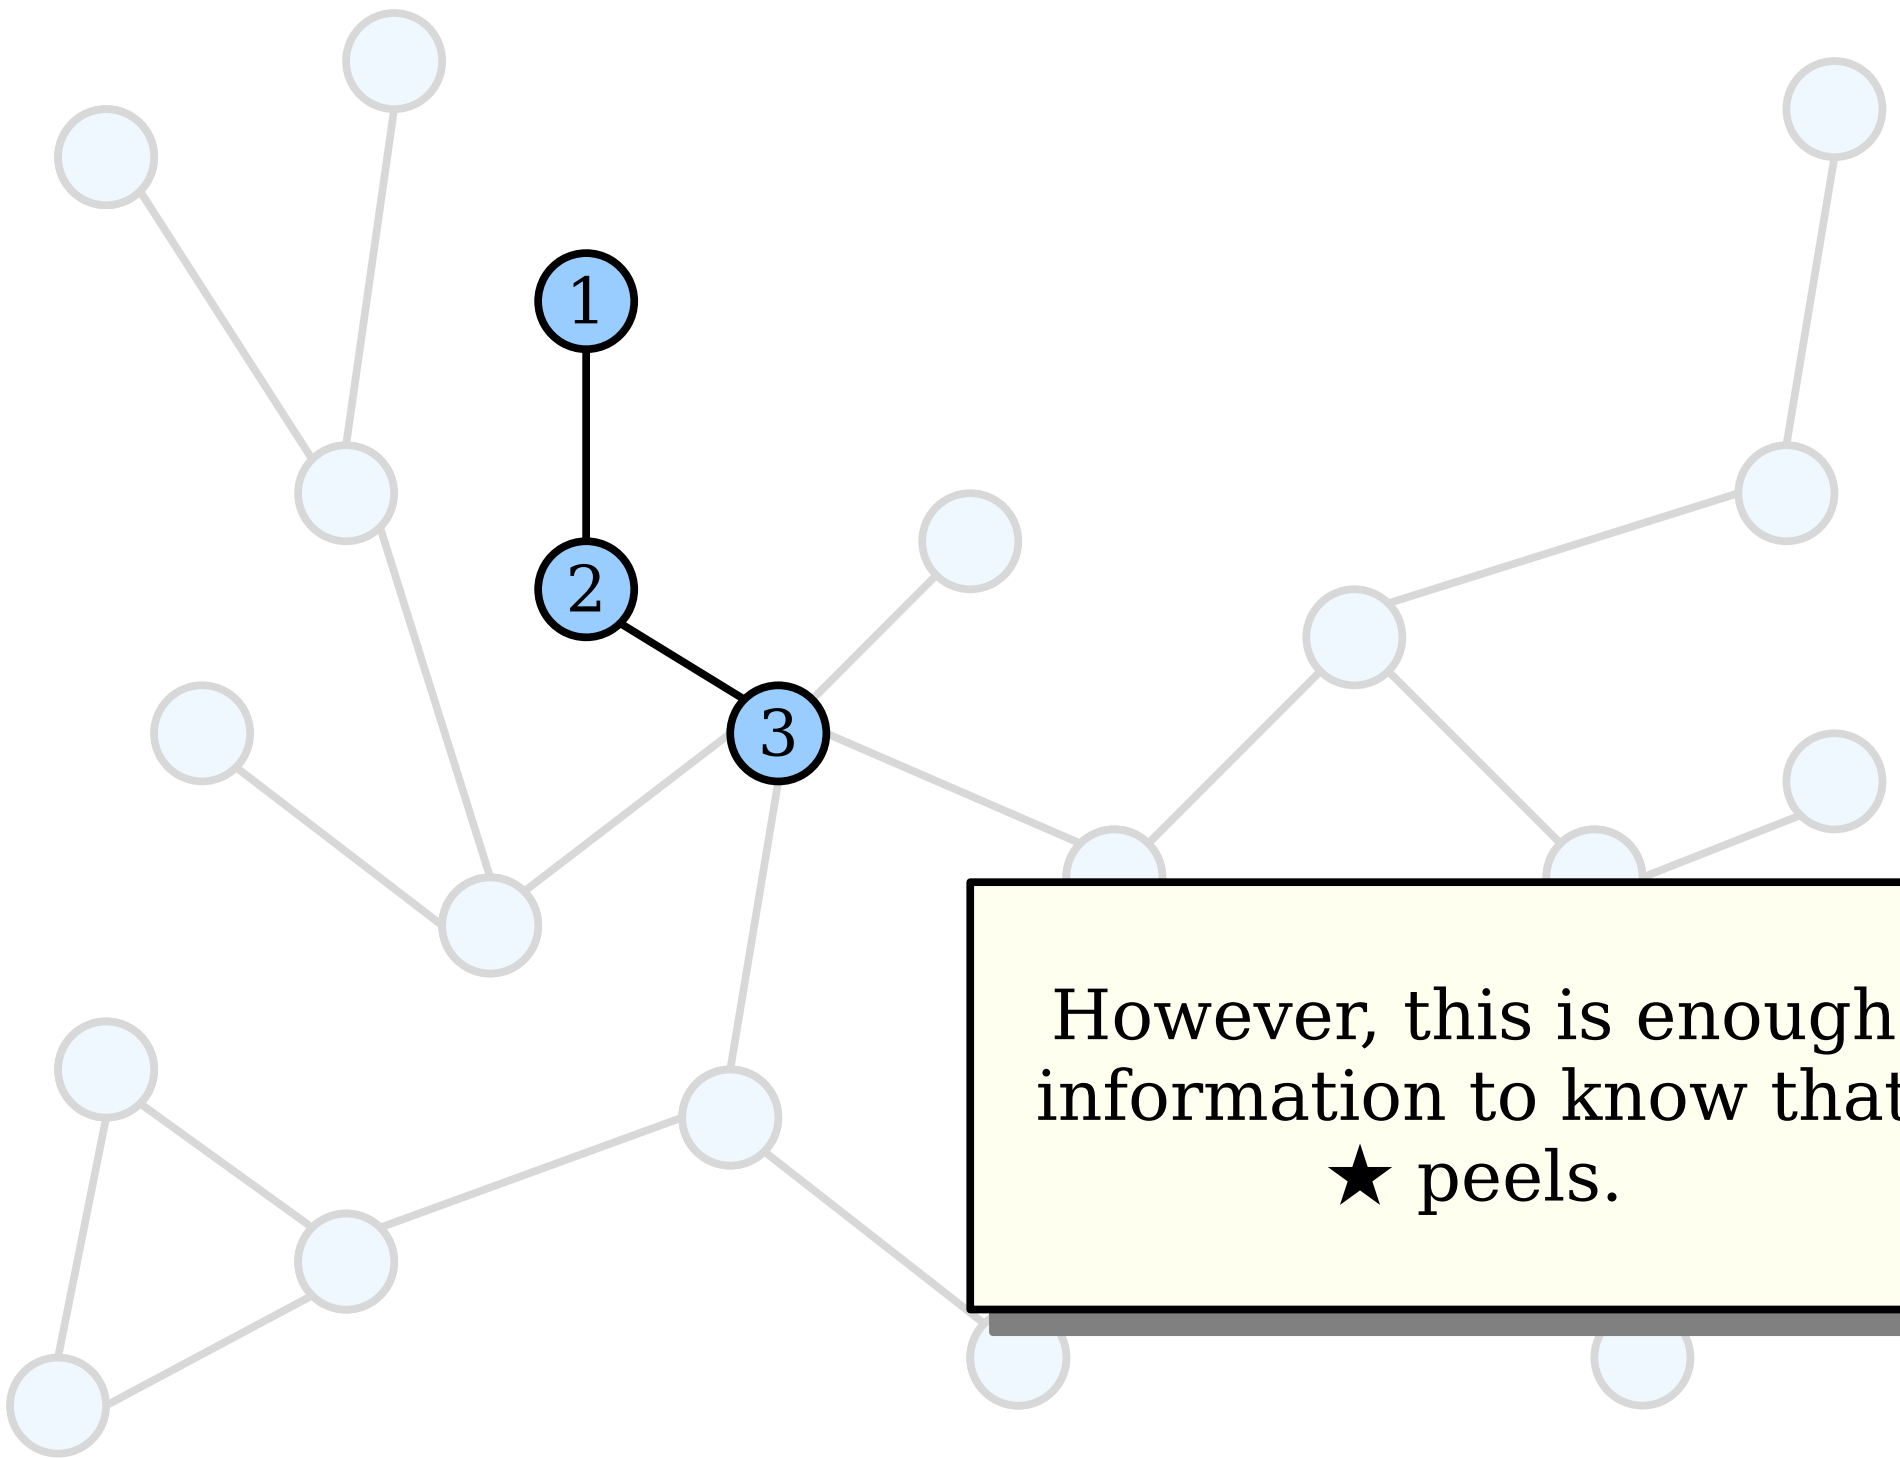 1
2
3
However, this is enough
information to know that
★ peels.